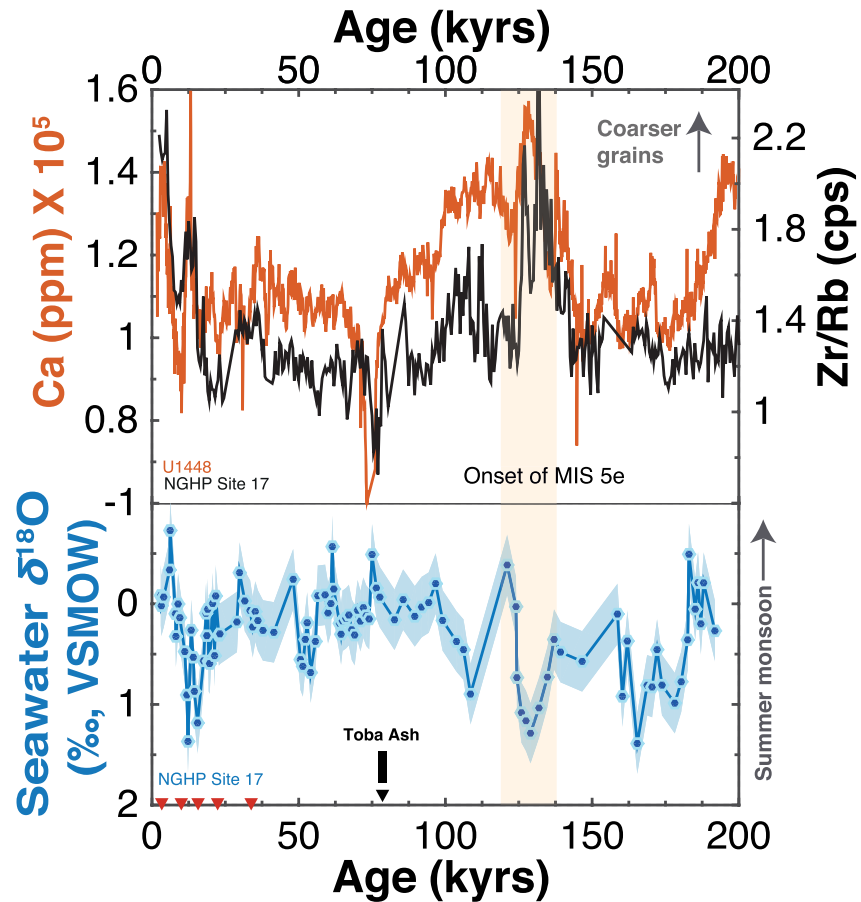 Age (kyrs)
0 50 100 150 200
1.6
1.4
1.2
1
0.8
Ca (ppm) X 10⁵
Coarser
grains
2.2
1.8
1.4
1
Zr/Rb (cps)
U1448
NGHP Site 17
Onset of MIS 5e
-1
0
1
2
Seawater δ¹⁸O
(‰, VSMOW)
Summer monsoon
Toba Ash
NGHP Site 17
0 50 100 150 200
Age (kyrs)